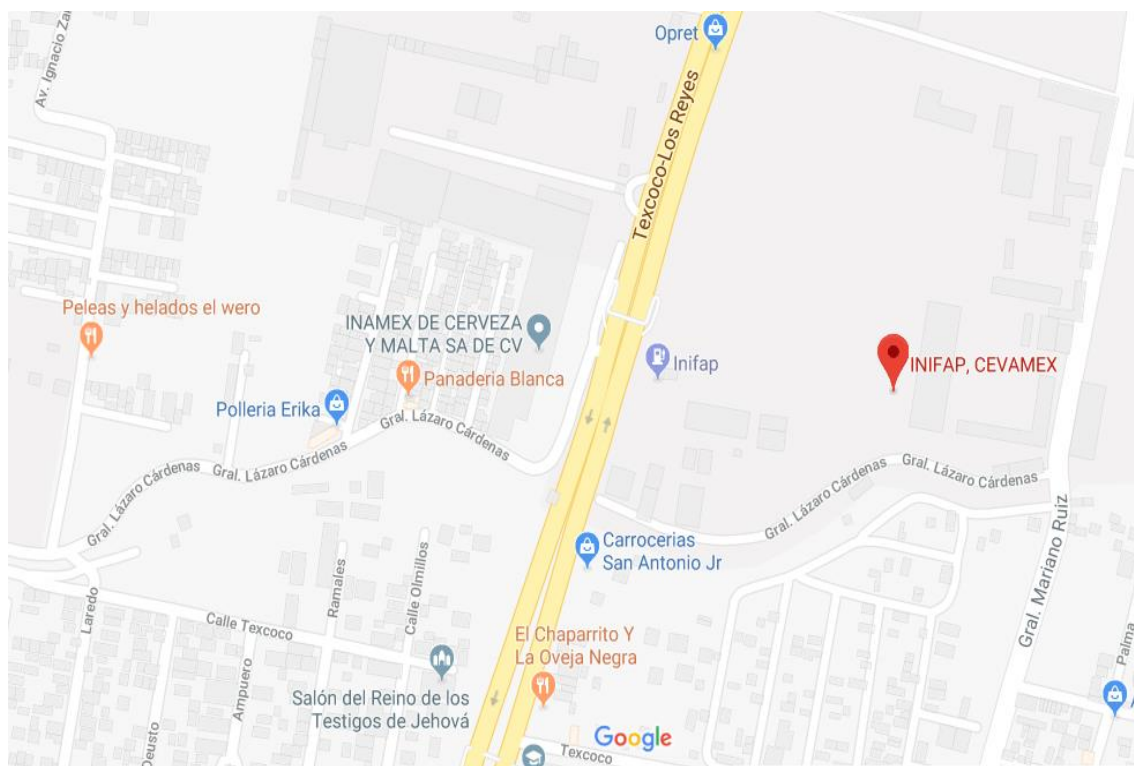 Opret
Av. Ignacio Za
Texcoco-Los Reyes
Peleas y helados el wero
INAMEX DE CERVEZA
Y MALTA SA DE CV
Inifap
INIFAP, CEVAMEX
Panaderia Blanca
Polleria Erika
Gral. Lázaro Cárdenas
Gral. Lázaro Cárdenas
Gral. Lázaro Cárdenas
Gral. Lázaro Cárdenas
Gral. Lázaro Cárdenas
Gral. Mariano Ruiz
Carrocerias
San Antonio Jr
Ramales
Calle Olmillos
Laredo
Calle Texcoco
El Chaparrito Y
La Oveja Negra
Palma
Ampuero
Salón del Reino de los
Testigos de Jehová
A
Deusto
Google
Texcoco